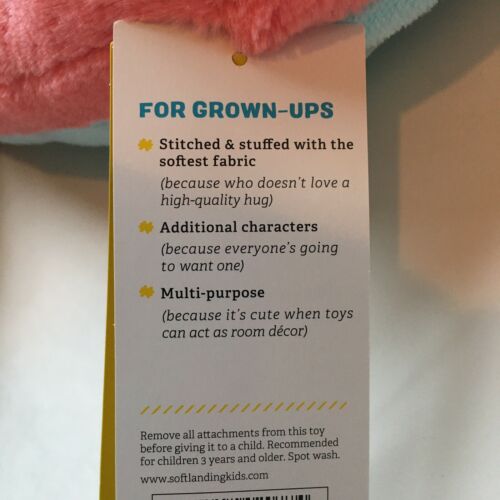 FOR GROWN-UPS
Stitched & stuffed with the
softest fabric
(because who doesn't love a
high-quality hug)
Additional characters
(because everyone's going
to want one)
Multi-purpose
(because it's cute when toys
can act as room décor)
Remove all attachments from this toy
before giving it to a child. Recommended
for children 3 years and older. Spot wash.
www.softlandingkids.com